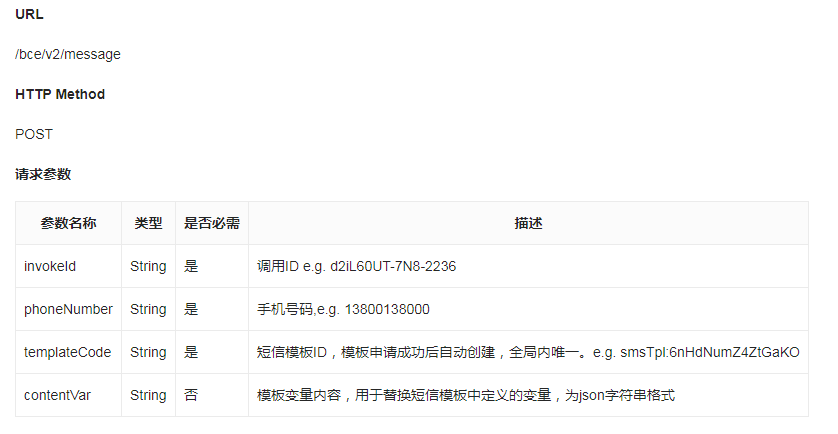 URL
/bce/v2/message
HTTP Method
POST
请求参数
参数名称 类型 是否必需 描述
invokeId String 是 调用ID e.g. d2iL60UT-7N8-2236
phoneNumber String 是 手机号码,e.g. 13800138000
templateCode String 是 短信模板ID，模板申请成功后自动创建，全局内唯一。e.g. smsTpl:6nHdNumZ4ZtGaKO
contentVar String 否 模板变量内容，用于替换短信模板中定义的变量，为json字符串格式